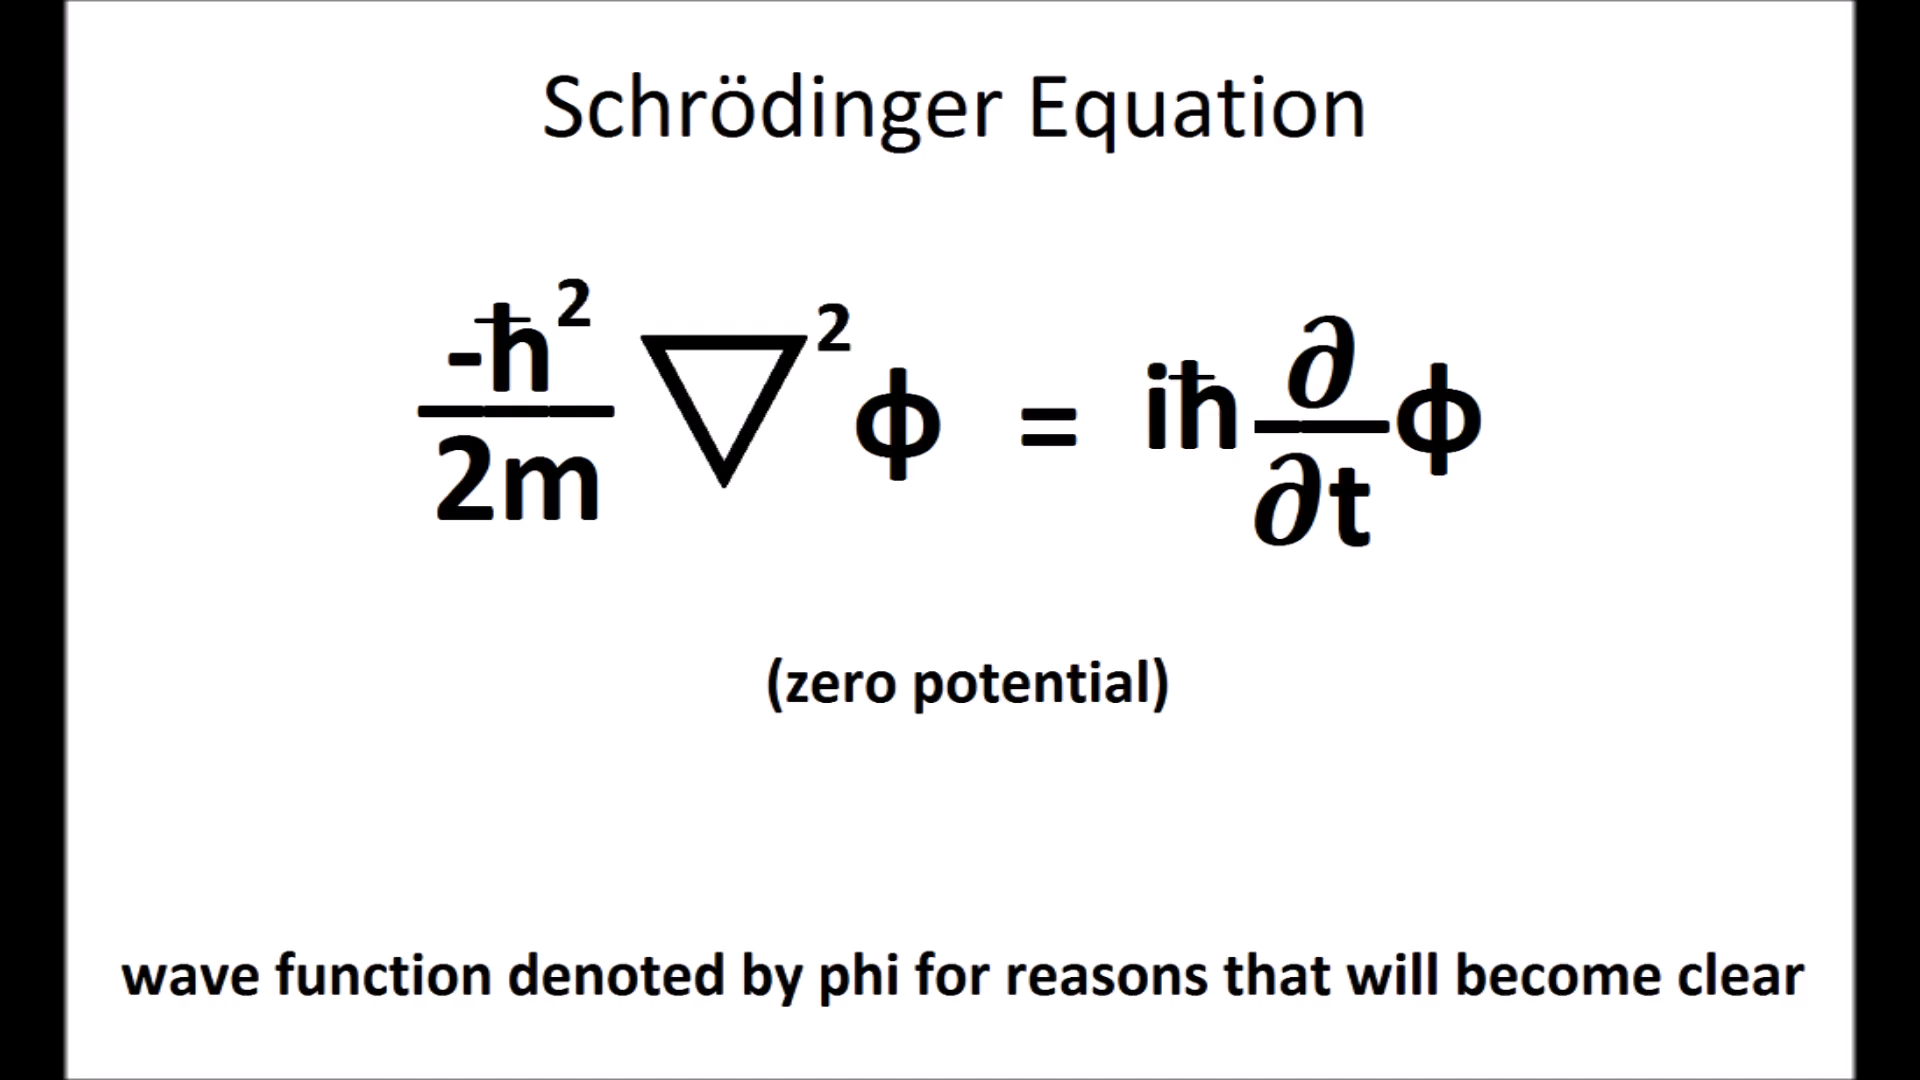 Schrödinger Equation
-ħ²/2m ∇²ϕ = iħ ∂/∂t ϕ
(zero potential)
wave function denoted by phi for reasons that will become clear